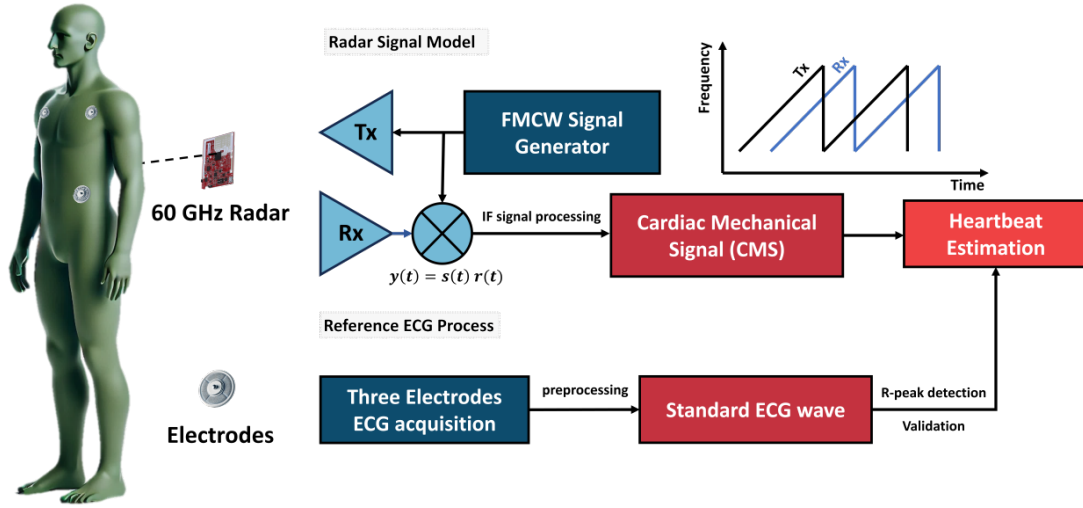 Radar Signal Model
Tx
FMCW Signal
Generator
Frequency
Tx
Rx
Time
60 GHz Radar
Rx
IF signal processing
y(t) = s(t) r(t)
Cardiac Mechanical
Signal (CMS)
Heartbeat
Estimation
Reference ECG Process
Electrodes
Three Electrodes
ECG acquisition
preprocessing
Standard ECG wave
R-peak detection
Validation